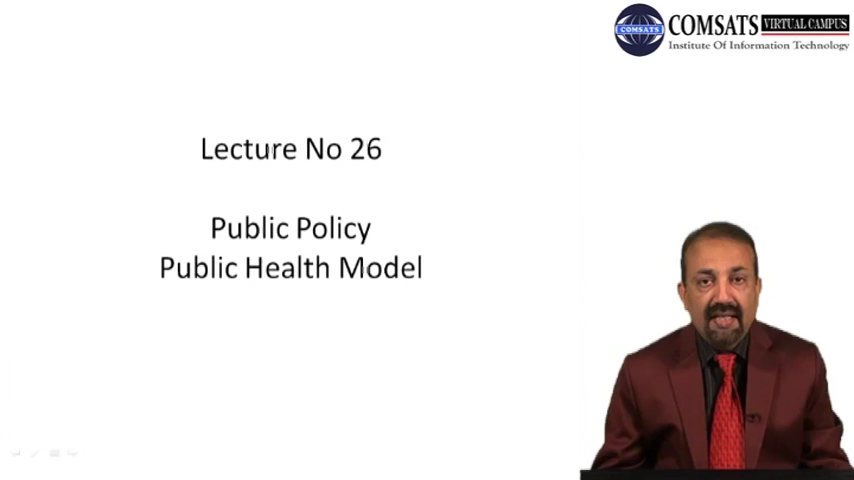 COMSATS VIRTUAL CAMPUS
Institute Of Information Technology
COMSATS
Lecture No 26
Public Policy
Public Health Model